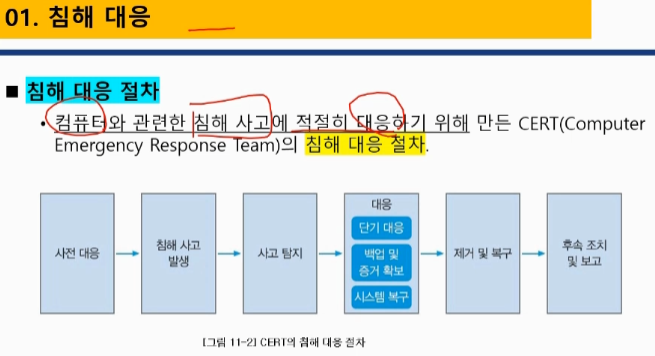 01. 침해 대응
■ 침해 대응 절차
• 컴퓨터와 관련한 침해 사고에 적절히 대응하기 위해 만든 CERT(Computer
Emergency Response Team)의 침해 대응 절차.
사전 대응
침해 사고
발생
사고 탐지
대응
단기 대응
백업 및
증거 확보
시스템 복구
제거 및 복구
후속 조치
및 보고
[그림 11-2] CERT의 침해 대응 절차